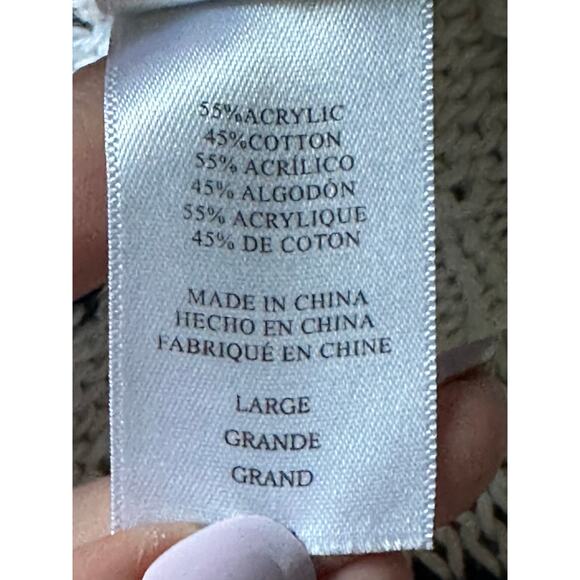 55%ACRYLIC
45%COTTON
55% ACRÍLICO
45% ALGODÓN
55% ACRYLIQUE
45% DE COTON
MADE IN CHINA
HECHO EN CHINA
FABRIQUÉ EN CHINE
LARGE
GRANDE
GRAND